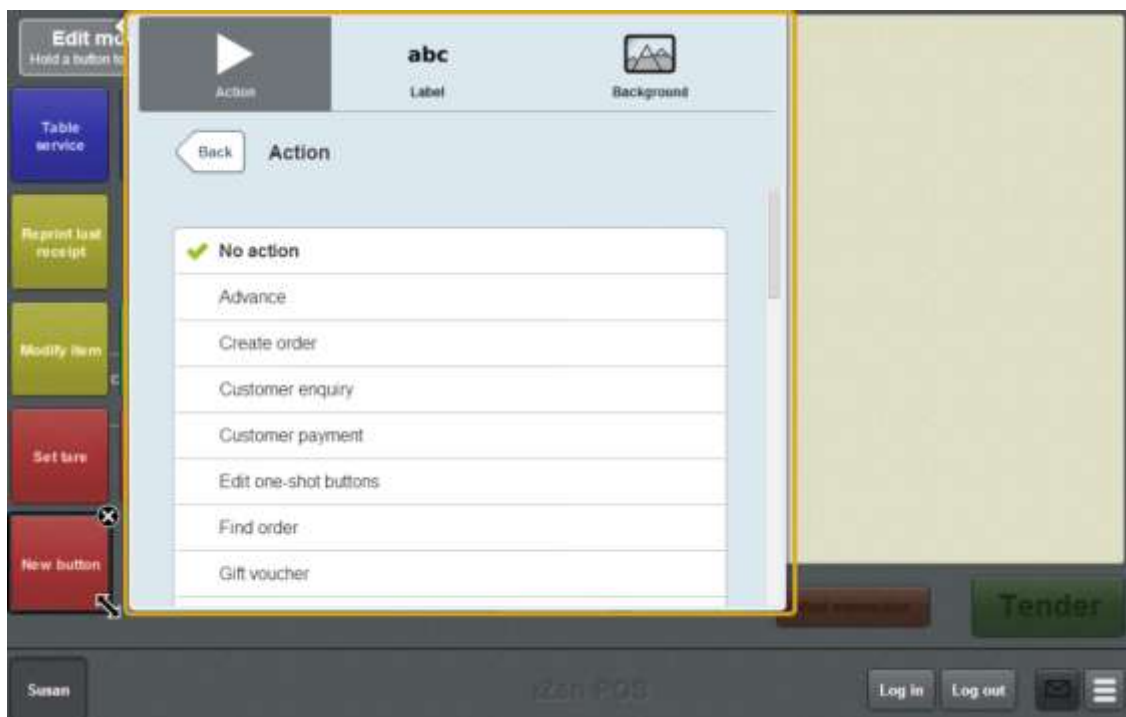 Edit mo
Hold a button to
Action
abc
Label
Background
Table
service
Back
Action
Reprint last
receipt
No action
Advance
Create order
Customer enquiry
Modify item
Customer payment
Set tare
Edit one-shot buttons
Find order
New button
Gift voucher
Tender
Susan
Log in
Log out